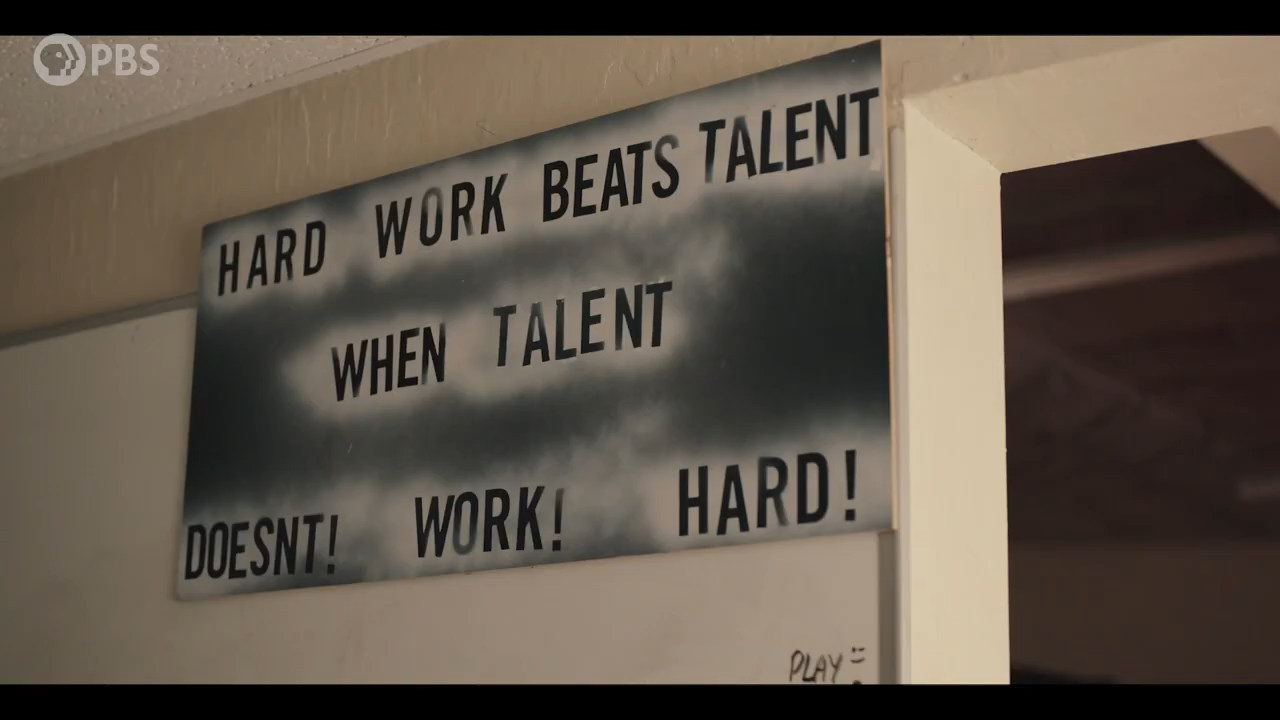 PBS
HARD WORK BEATS TALENT
WHEN TALENT
DOESNT! WORK! HARD!
PLAY